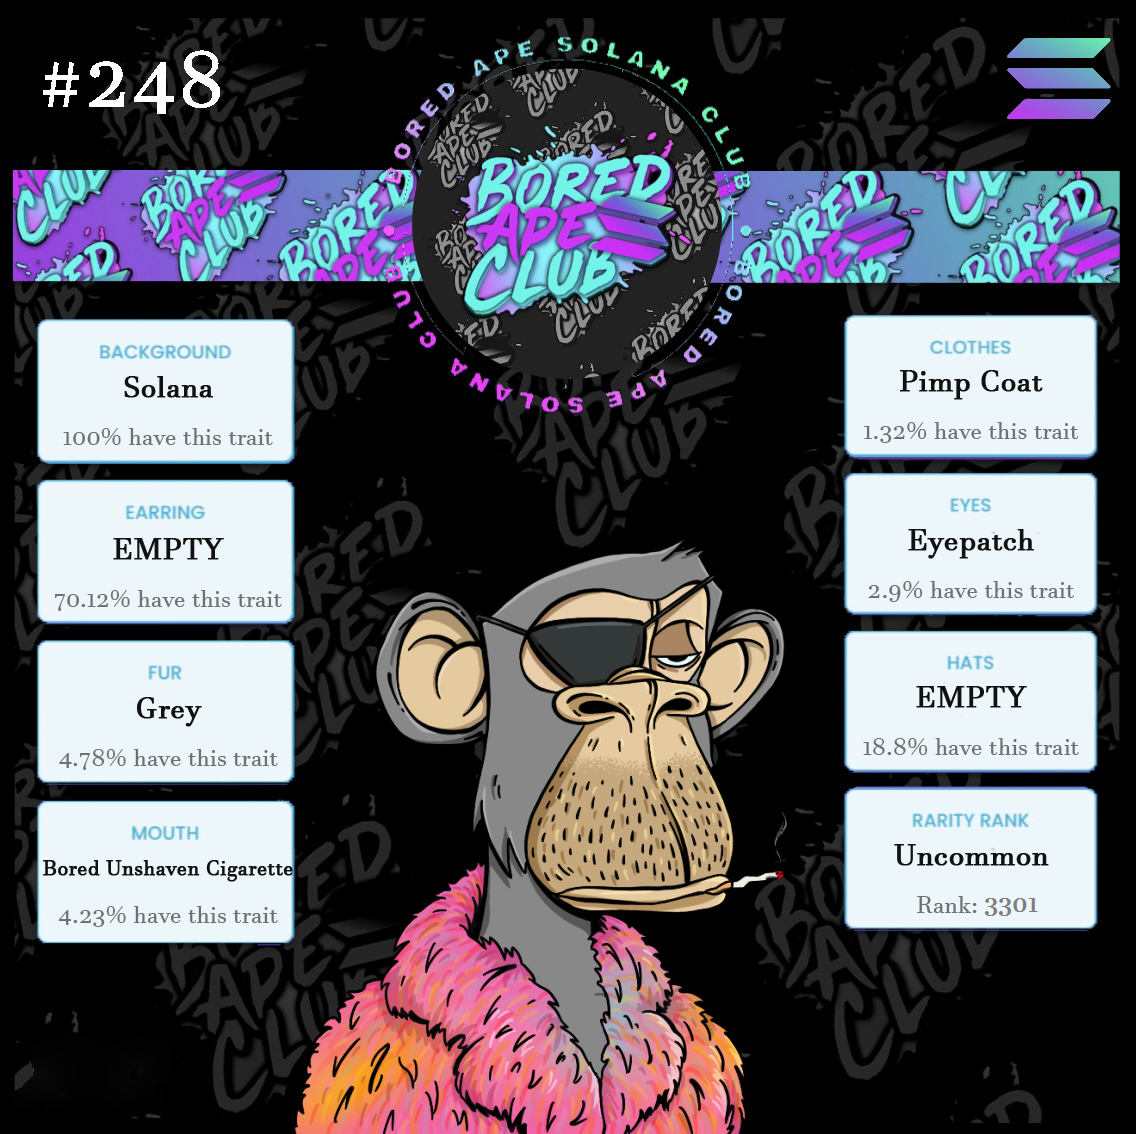 #248
BORED APE SOLANA CLUB
BORED APE SOLANA CLUB
BORED
APE
CLUB
BACKGROUND
Solana
100% have this trait
EARRING
EMPTY
70.12% have this trait
FUR
Grey
4.78% have this trait
MOUTH
Bored Unshaven Cigarette
4.23% have this trait
CLOTHES
Pimp Coat
1.32% have this trait
EYES
Eyepatch
2.9% have this trait
HATS
EMPTY
18.8% have this trait
RARITY RANK
Uncommon
Rank: 3301